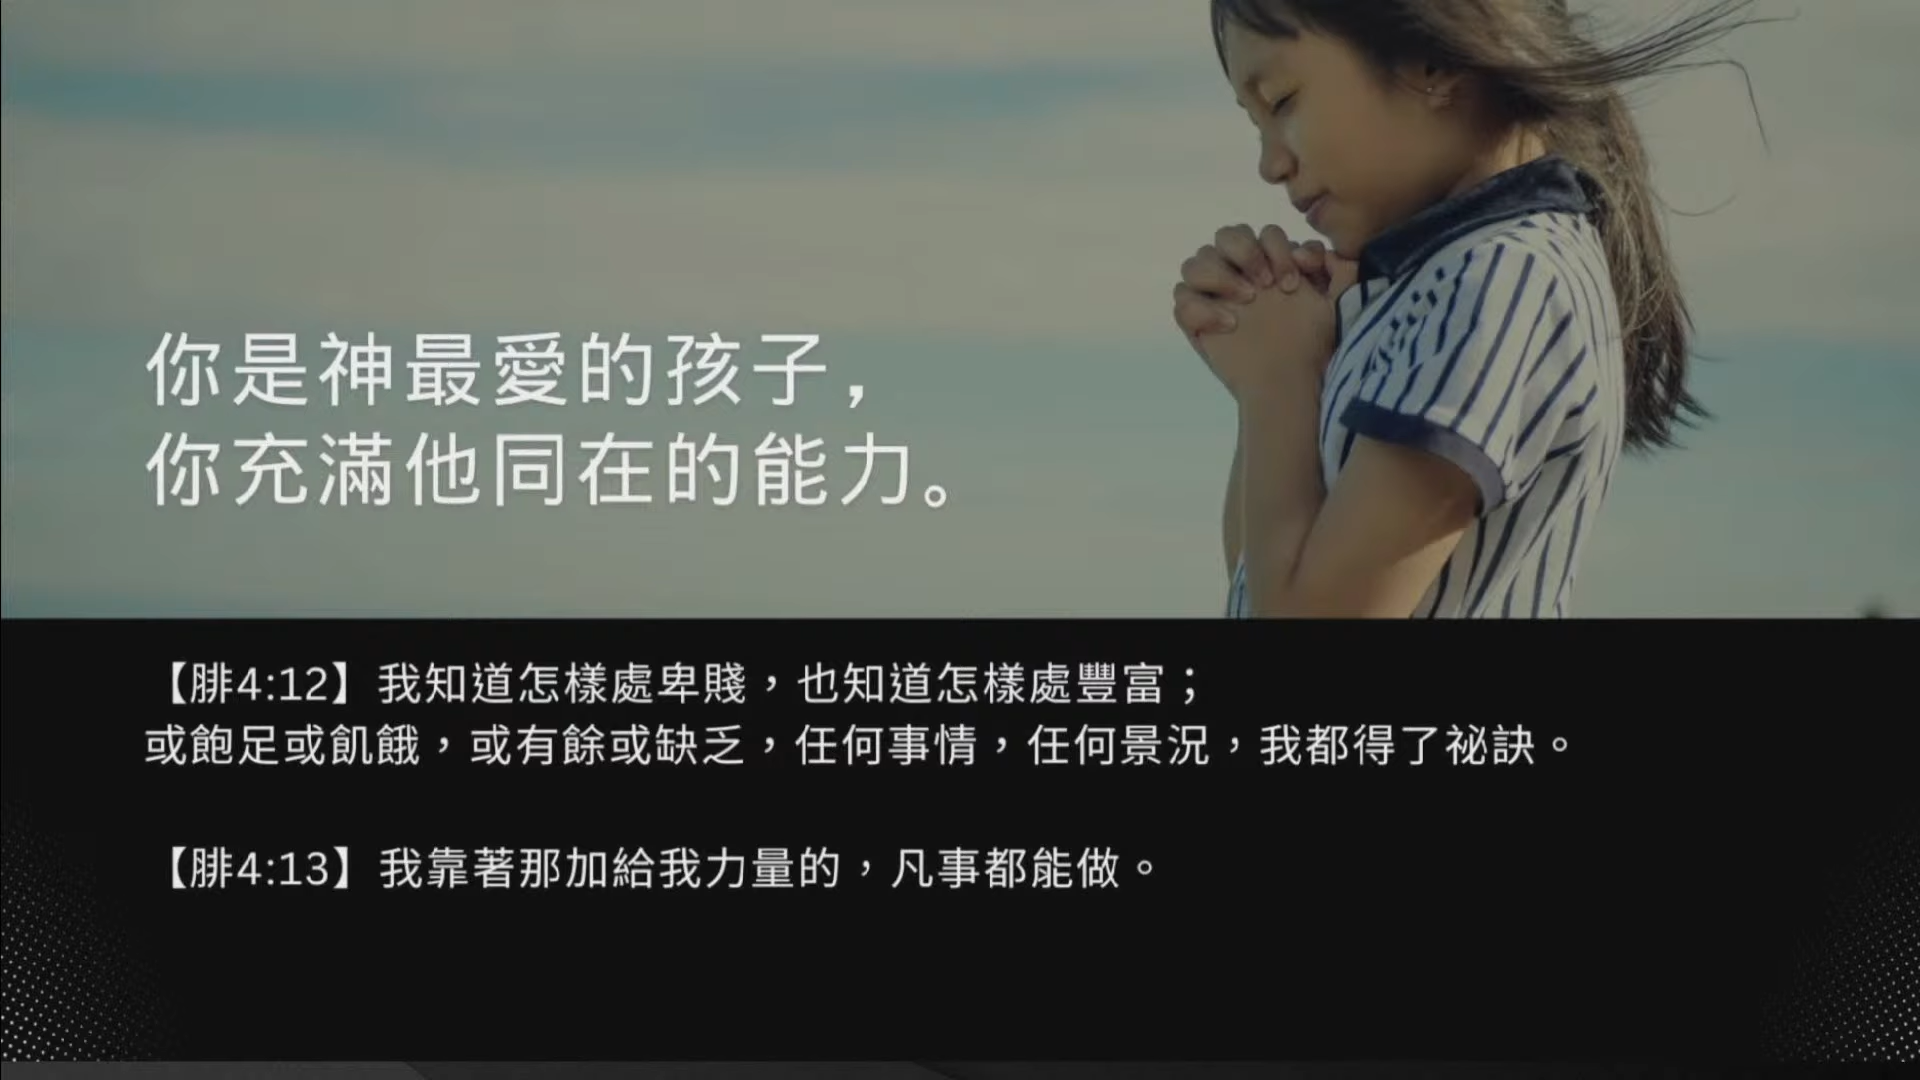 你是神最愛的孩子，
你充滿他同在的能力。
【腓4:12】我知道怎樣處卑賤，也知道怎樣處豐富；
或飽足或飢餓，或有餘或缺乏，任何事情，任何景況，我都得了祕訣。
【腓4:13】我靠著那加給我力量的，凡事都能做。